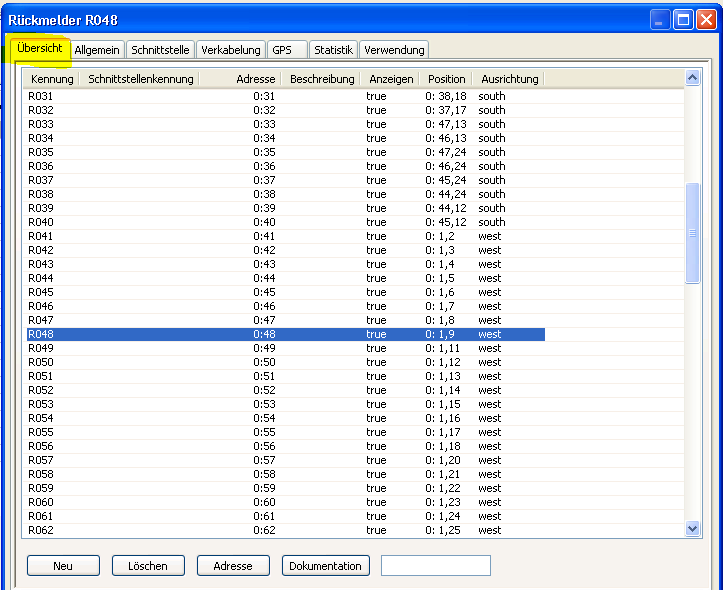 Rückmelder R048
Übersicht Allgemein Schnittstelle Verkabelung GPS Statistik Verwendung
Kennung Schnittstellenkennung Adresse Beschreibung Anzeigen Position Ausrichtung
R031 0:31 true 0: 38,18 south
R032 0:32 true 0: 37,17 south
R033 0:33 true 0: 47,13 south
R034 0:34 true 0: 46,13 south
R035 0:35 true 0: 47,24 south
R036 0:36 true 0: 46,24 south
R037 0:37 true 0: 45,24 south
R038 0:38 true 0: 44,24 south
R039 0:39 true 0: 44,12 south
R040 0:40 true 0: 45,12 south
R041 0:41 true 0: 1,2 west
R042 0:42 true 0: 1,3 west
R043 0:43 true 0: 1,4 west
R044 0:44 true 0: 1,5 west
R045 0:45 true 0: 1,6 west
R046 0:46 true 0: 1,7 west
R047 0:47 true 0: 1,8 west
R048 0:48 true 0: 1,9 west
R049 0:49 true 0: 1,11 west
R050 0:50 true 0: 1,12 west
R051 0:51 true 0: 1,13 west
R052 0:52 true 0: 1,14 west
R053 0:53 true 0: 1,15 west
R054 0:54 true 0: 1,16 west
R055 0:55 true 0: 1,17 west
R056 0:56 true 0: 1,18 west
R057 0:57 true 0: 1,20 west
R058 0:58 true 0: 1,21 west
R059 0:59 true 0: 1,22 west
R060 0:60 true 0: 1,23 west
R061 0:61 true 0: 1,24 west
R062 0:62 true 0: 1,25 west
Neu Löschen Adresse Dokumentation